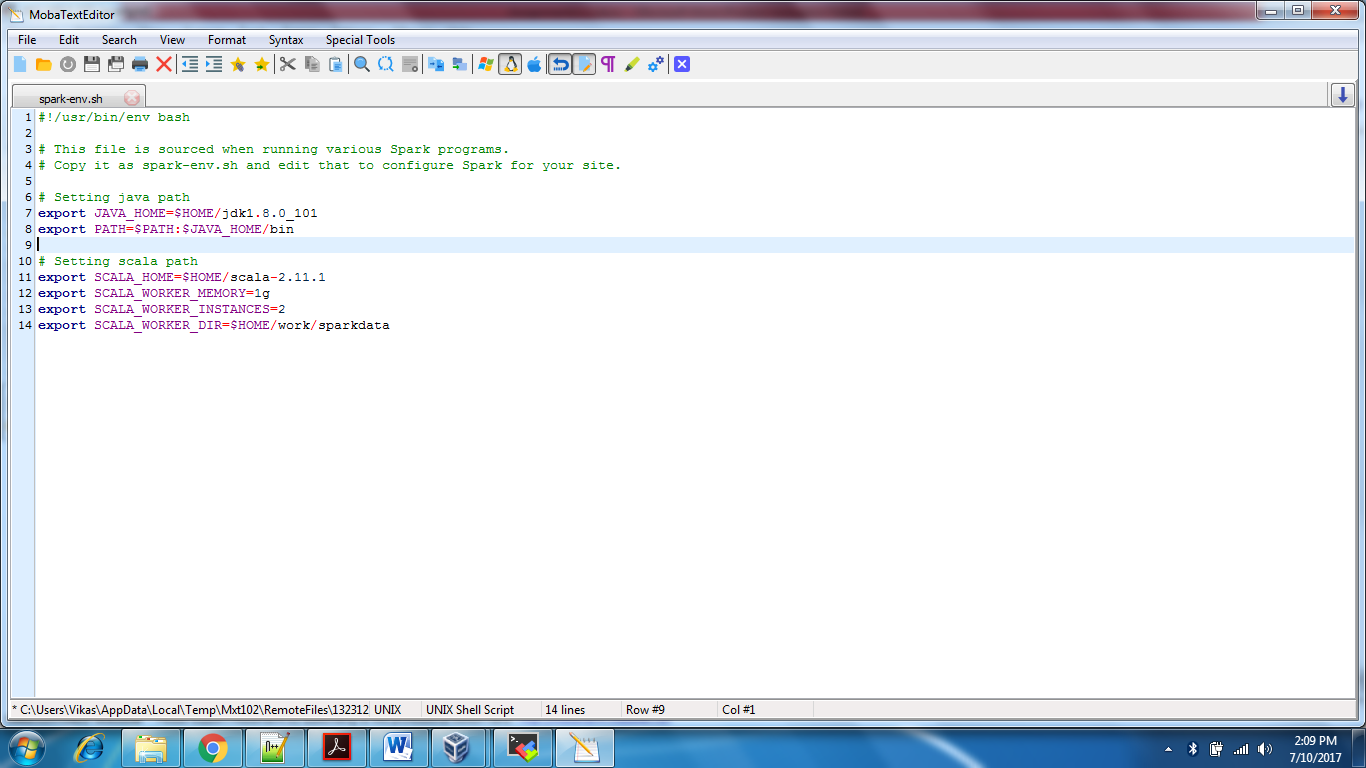 MobaTextEditor
File Edit Search View Format Syntax Special Tools
spark-env.sh
1 #!/usr/bin/env bash
2
3 # This file is sourced when running various Spark programs.
4 # Copy it as spark-env.sh and edit that to configure Spark for your site.
5
6 # Setting java path
7 export JAVA_HOME=$HOME/jdk1.8.0_101
8 export PATH=$PATH:$JAVA_HOME/bin
9
10 # Setting scala path
11 export SCALA_HOME=$HOME/scala-2.11.1
12 export SCALA_WORKER_MEMORY=1g
13 export SCALA_WORKER_INSTANCES=2
14 export SCALA_WORKER_DIR=$HOME/work/sparkdata
* C:\Users\Vikas\AppData\Local\Temp\Mxt102\RemoteFiles\132312 UNIX UNIX Shell Script 14 lines Row #9 Col #1
2:09 PM
7/10/2017